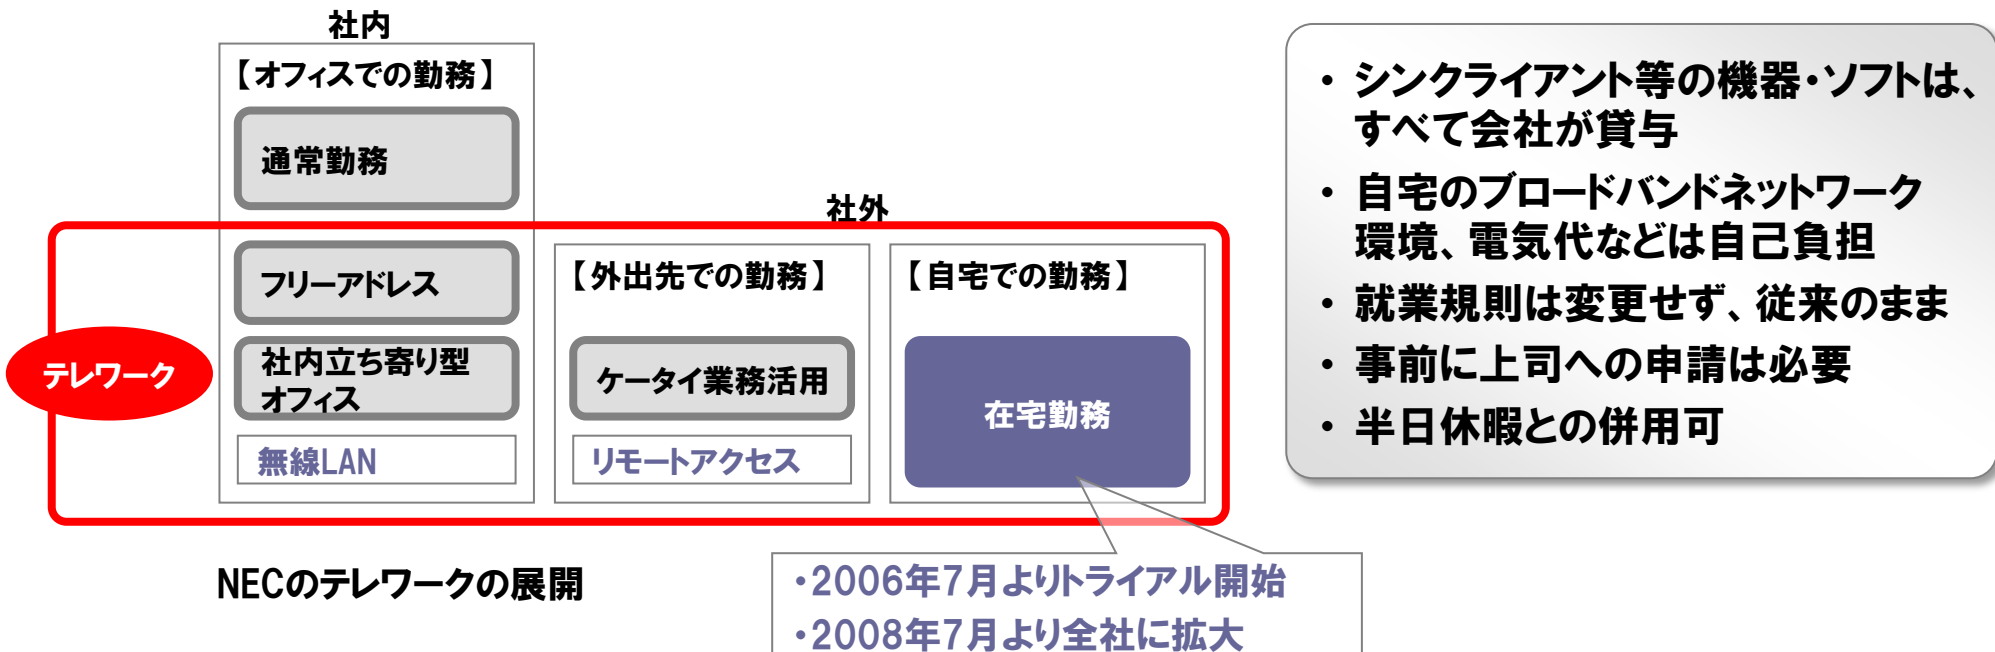 社内
【オフィスでの勤務】
通常勤務
社外
フリーアドレス
社内立ち寄り型
オフィス
無線LAN
【外出先での勤務】
ケータイ業務活用
リモートアクセス
【自宅での勤務】
在宅勤務
テレワーク
NECのテレワークの展開
・2006年7月よりトライアル開始
・2008年7月より全社に拡大
・シンクライアント等の機器・ソフトは、
すべて会社が貸与
・自宅のブロードバンドネットワーク
環境、電気代などは自己負担
・就業規則は変更せず、従来のまま
・事前に上司への申請は必要
・半日休暇との併用可